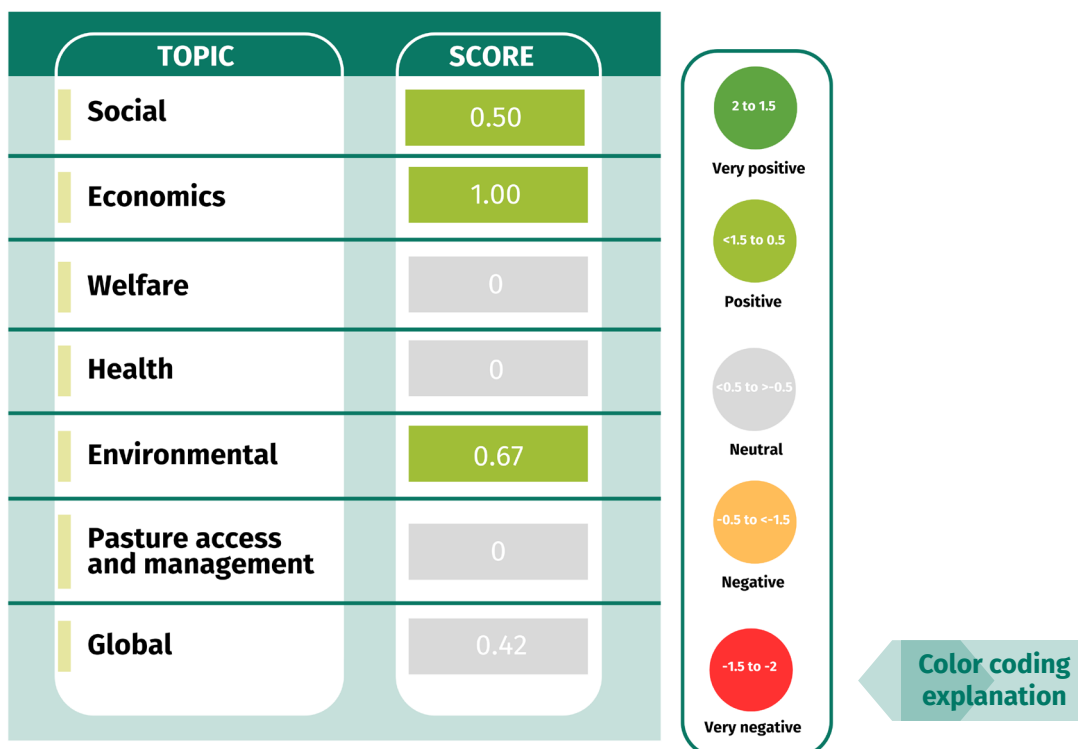 TOPIC
SCORE
Social
0.50
Economics
1.00
Welfare
0
Health
0
Environmental
0.67
Pasture access
and management
0
Global
0.42
2 to 1.5
Very positive
<1.5 to 0.5
Positive
<0.5 to >-0.5
Neutral
-0.5 to <-1.5
Negative
-1.5 to -2
Very negative
Color coding
explanation